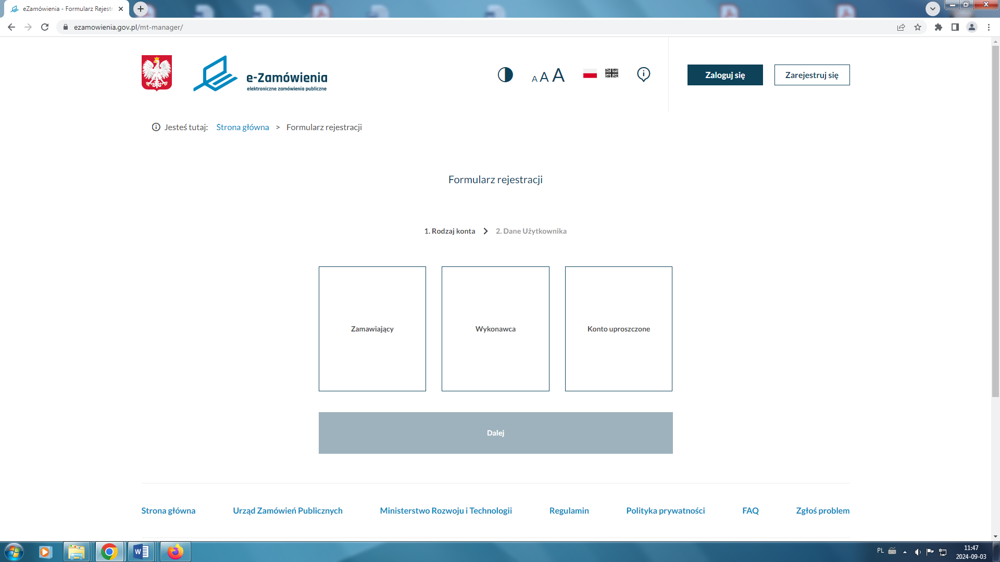 eZamówienia - Formularz Rejestr
ezamowienia.gov.pl/mt-manager/
e-Zamówienia
elektroniczne zamówienia publiczne
A A A
Zaloguj się
Zarejestruj się
Jesteś tutaj: Strona główna > Formularz rejestracji
Formularz rejestracji
1. Rodzaj konta
2. Dane Użytkownika
Zamawiający
Wykonawca
Konto uproszczone
Dalej
Strona główna
Urząd Zamówień Publicznych
Ministerstwo Rozwoju i Technologii
Regulamin
Polityka prywatności
FAQ
Zgłoś problem
PL
11:47
2024-09-03